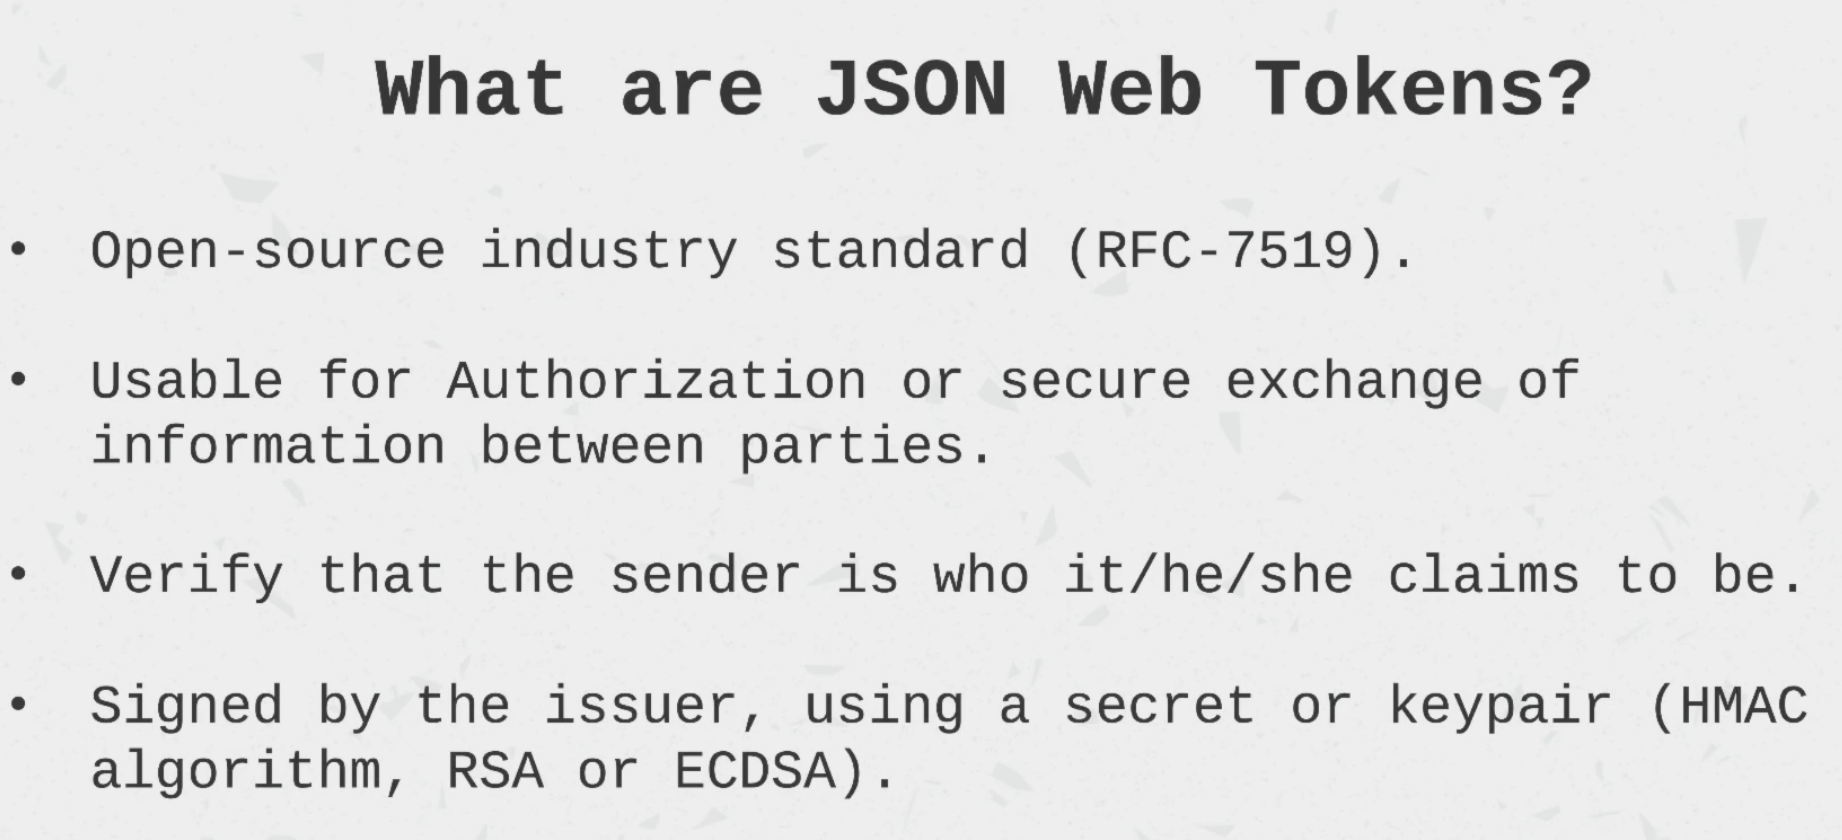 What are JSON Web Tokens?
• Open-source industry standard (RFC-7519).
• Usable for Authorization or secure exchange of
information between parties.
• Verify that the sender is who it/he/she claims to be.
• Signed by the issuer, using a secret or keypair (HMAC
algorithm, RSA or ECDSA).